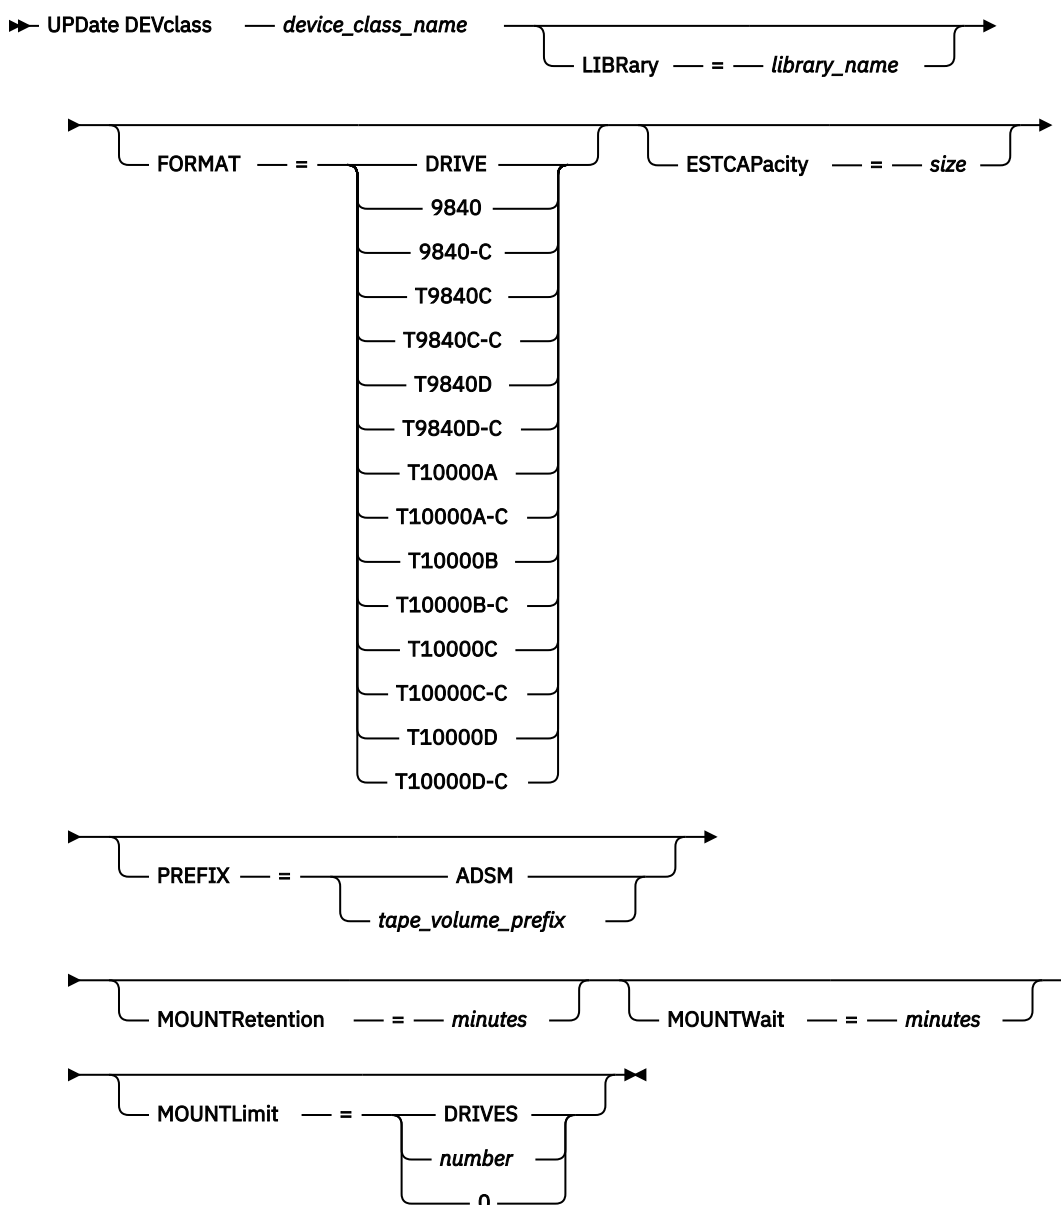 UPDate DEVclass device_class_name
LIBRary = library_name
FORMAT = DRIVE ESTCAPacity = size
9840
9840-C
T9840C
T9840C-C
T9840D
T9840D-C
T10000A
T10000A-C
T10000B
T10000B-C
T10000C
T10000C-C
T10000D
T10000D-C
PREFIX = ADSM
tape_volume_prefix
MOUNTRetention = minutes MOUNTWait = minutes
MOUNTLimit = DRIVES
number
0